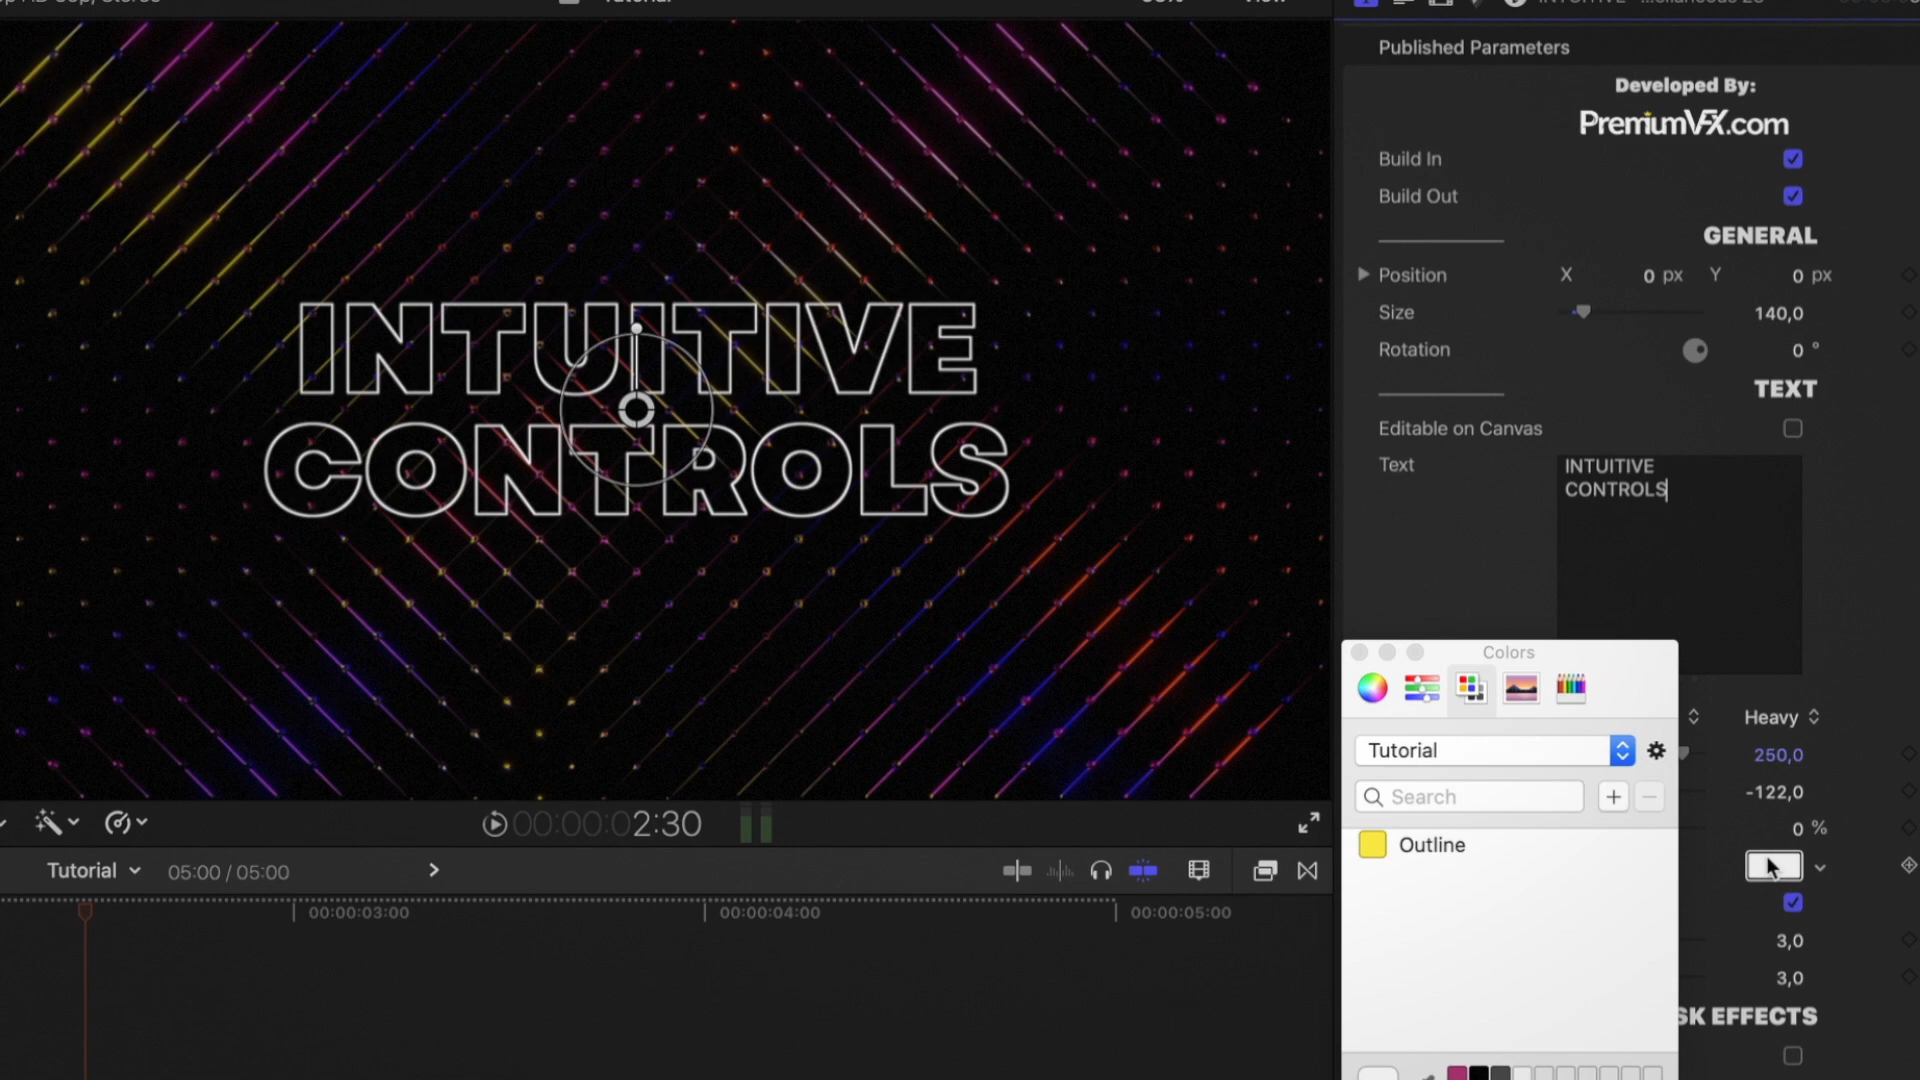 Tutorial
View
Published Parameters
Developed By:
PremiumVFX.com
Build In
Build Out
GENERAL
Position X 0 px Y 0 px
Size 140,0
Rotation 0 °
TEXT
Editable on Canvas
Text INTUITIVE
CONTROLS
INTUITIVE
CONTROLS
Colors
Heavy
Tutorial
250,0
Search
-122,0
0 %
Outline
3,0
3,0
SK EFFECTS
00:00:02:30
Tutorial 05:00 / 05:00
00:00:03:00 00:00:04:00 00:00:05:00